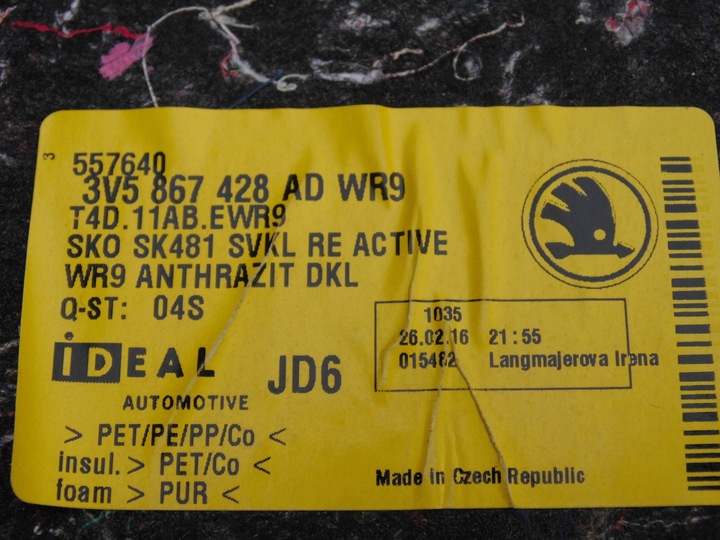 3
557640
3V5 867 428 AD WR9
T4D.11AB.EWR9
SKO SK481 SVKL RE ACTIVE
WR9 ANTHRAZIT DKL
Q-ST: 04S
1035
26.02.16 21:55
015482 Langmajerova Irena
IDEAL
AUTOMOTIVE
JD6
> PET/PE/PP/Co <
insul. > PET/Co <
foam > PUR <
Made in Czech Republic